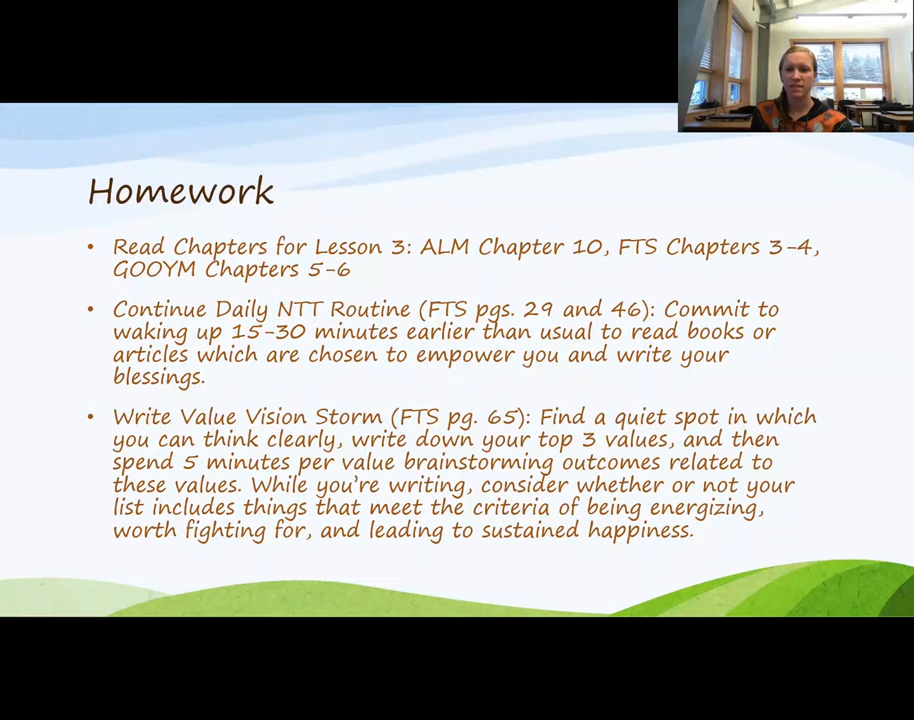 Homework
• Read Chapters for Lesson 3: ALM Chapter 10, FTS Chapters 3-4,
GOOYM Chapters 5-6
• Continue Daily NTT Routine (FTS pgs. 29 and 46): Commit to
waking up 15-30 minutes earlier than usual to read books or
articles which are chosen to empower you and write your
blessings.
• Write Value Vision Storm (FTS pg. 65): Find a quiet spot in which
you can think clearly, write down your top 3 values, and then
spend 5 minutes per value brainstorming outcomes related to
these values. While you're writing, consider whether or not your
list includes things that meet the criteria of being energizing,
worth fighting for, and leading to sustained happiness.